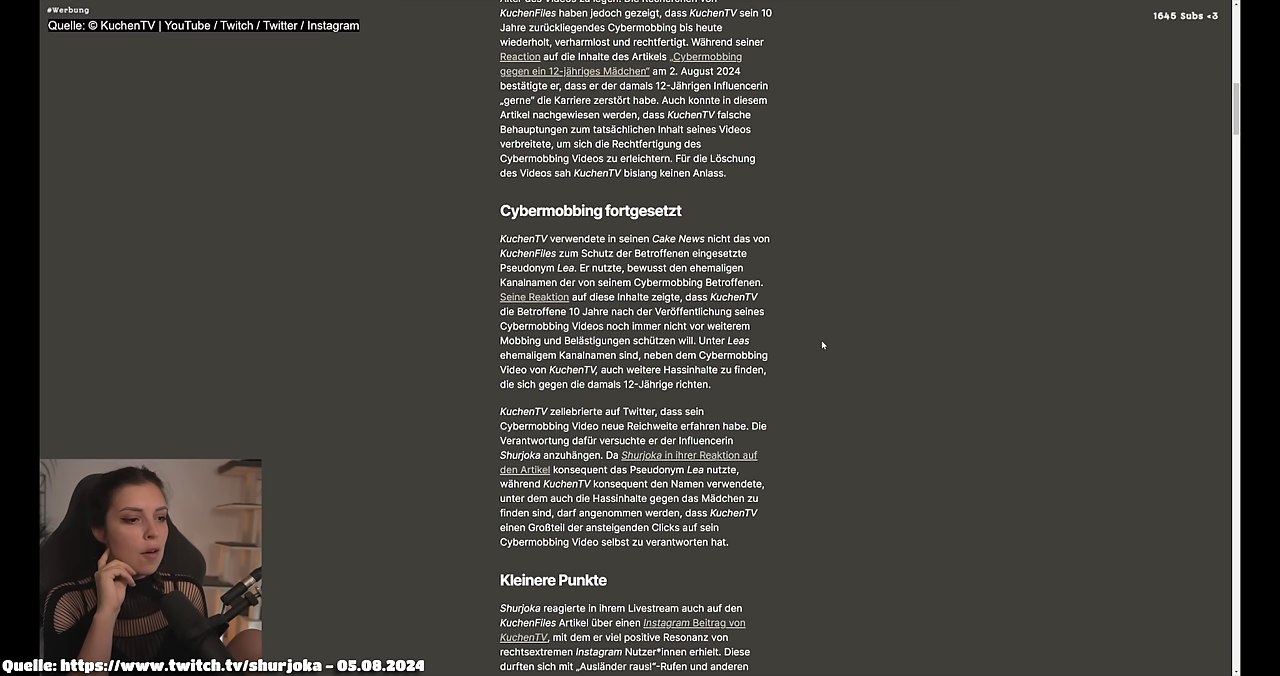 #Werbung
Quelle: © KuchenTV | YouTube / Twitch / Twitter / Instagram
1645 Subs <3
KuchenFiles haben jedoch gezeigt, dass KuchenTV sein 10
Jahre zurückliegendes Cybermobbing bis heute
wiederholt, verharmlost und rechtfertigt. Während seiner
Reaction auf die Inhalte des Artikels „Cybermobbing
gegen ein 12-jähriges Mädchen“ am 2. August 2024
bestätigte er, dass er der damals 12-Jährigen Influencerin
„gerne“ die Karriere zerstört habe. Auch konnte in diesem
Artikel nachgewiesen werden, dass KuchenTV falsche
Behauptungen zum tatsächlichen Inhalt seines Videos
verbreitete, um sich die Rechtfertigung des
Cybermobbing Videos zu erleichtern. Für die Löschung
des Videos sah KuchenTV bislang keinen Anlass.
Cybermobbing fortgesetzt
KuchenTV verwendete in seinen Cake News nicht das von
KuchenFiles zum Schutz der Betroffenen eingesetzte
Pseudonym Lea. Er nutzte, bewusst den ehemaligen
Kanalnamen der von seinem Cybermobbing Betroffenen.
Seine Reaktion auf diese Inhalte zeigte, dass KuchenTV
die Betroffene 10 Jahre nach der Veröffentlichung seines
Cybermobbing Videos noch immer nicht vor weiterem
Mobbing und Belästigungen schützen will. Unter Leas
ehemaligem Kanalnamen sind, neben dem Cybermobbing
Video von KuchenTV, auch weitere Hassinhalte zu finden,
die sich gegen die damals 12-Jährige richten.
KuchenTV zellebrierte auf Twitter, dass sein
Cybermobbing Video neue Reichweite erfahren habe. Die
Verantwortung dafür versuchte er der Influencerin
Shurjoka anzuhängen. Da Shurjoka in ihrer Reaktion auf
den Artikel konsequent das Pseudonym Lea nutzte,
während KuchenTV konsequent den Namen verwendete,
unter dem auch die Hassinhalte gegen das Mädchen zu
finden sind, darf angenommen werden, dass KuchenTV
einen Großteil der ansteigenden Clicks auf sein
Cybermobbing Video selbst zu verantworten hat.
Kleinere Punkte
Shurjoka reagierte in ihrem Livestream auch auf den
KuchenFiles Artikel über einen Instagram Beitrag von
KuchenTV, mit dem er viel positive Resonanz von
rechtsextremen Instagram Nutzer*innen erhielt. Diese
durften sich mit „Ausländer raus!“-Rufen und anderen
Quelle: https://www.twitch.tv/shurjoka - 05.08.2024